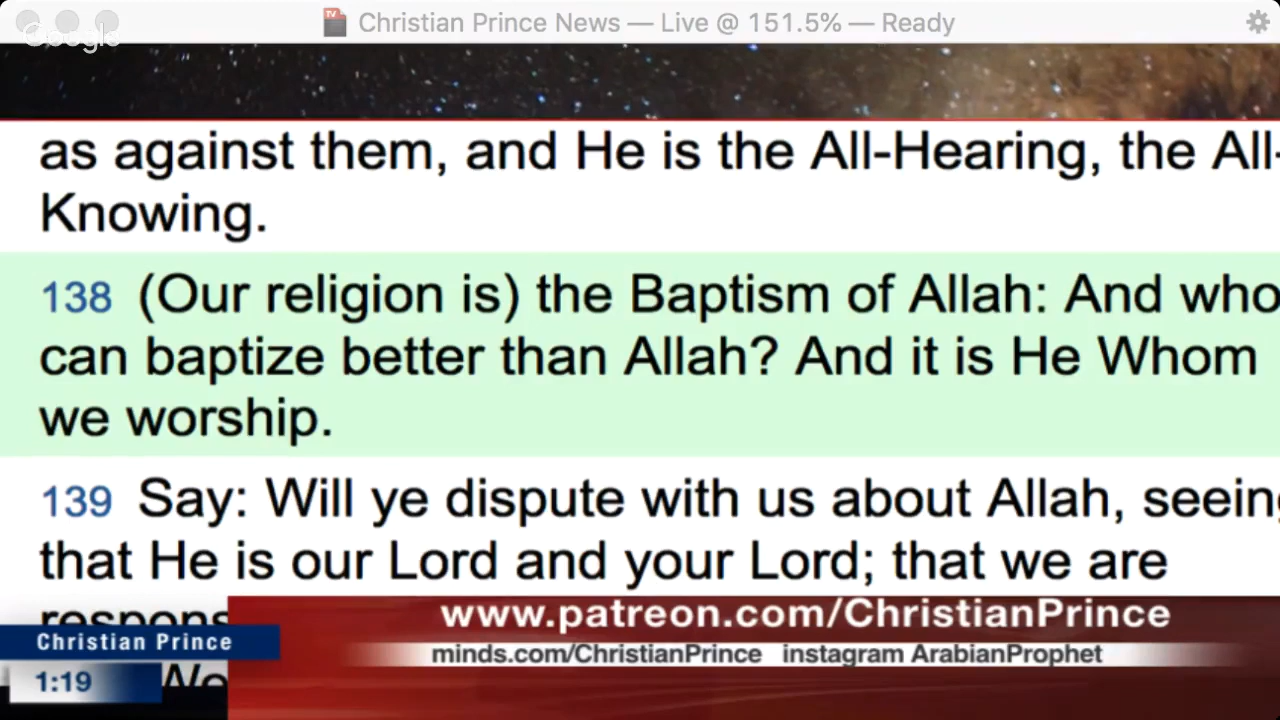 Christian Prince News — Live @ 151.5% — Ready
Google
as against them, and He is the All-Hearing, the All-
Knowing.
138 (Our religion is) the Baptism of Allah: And who
can baptize better than Allah? And it is He Whom
we worship.
139 Say: Will ye dispute with us about Allah, seeing
that He is our Lord and your Lord; that we are
respons
www.patreon.com/ChristianPrince
Christian Prince
minds.com/ChristianPrince instagram ArabianProphet
1:19